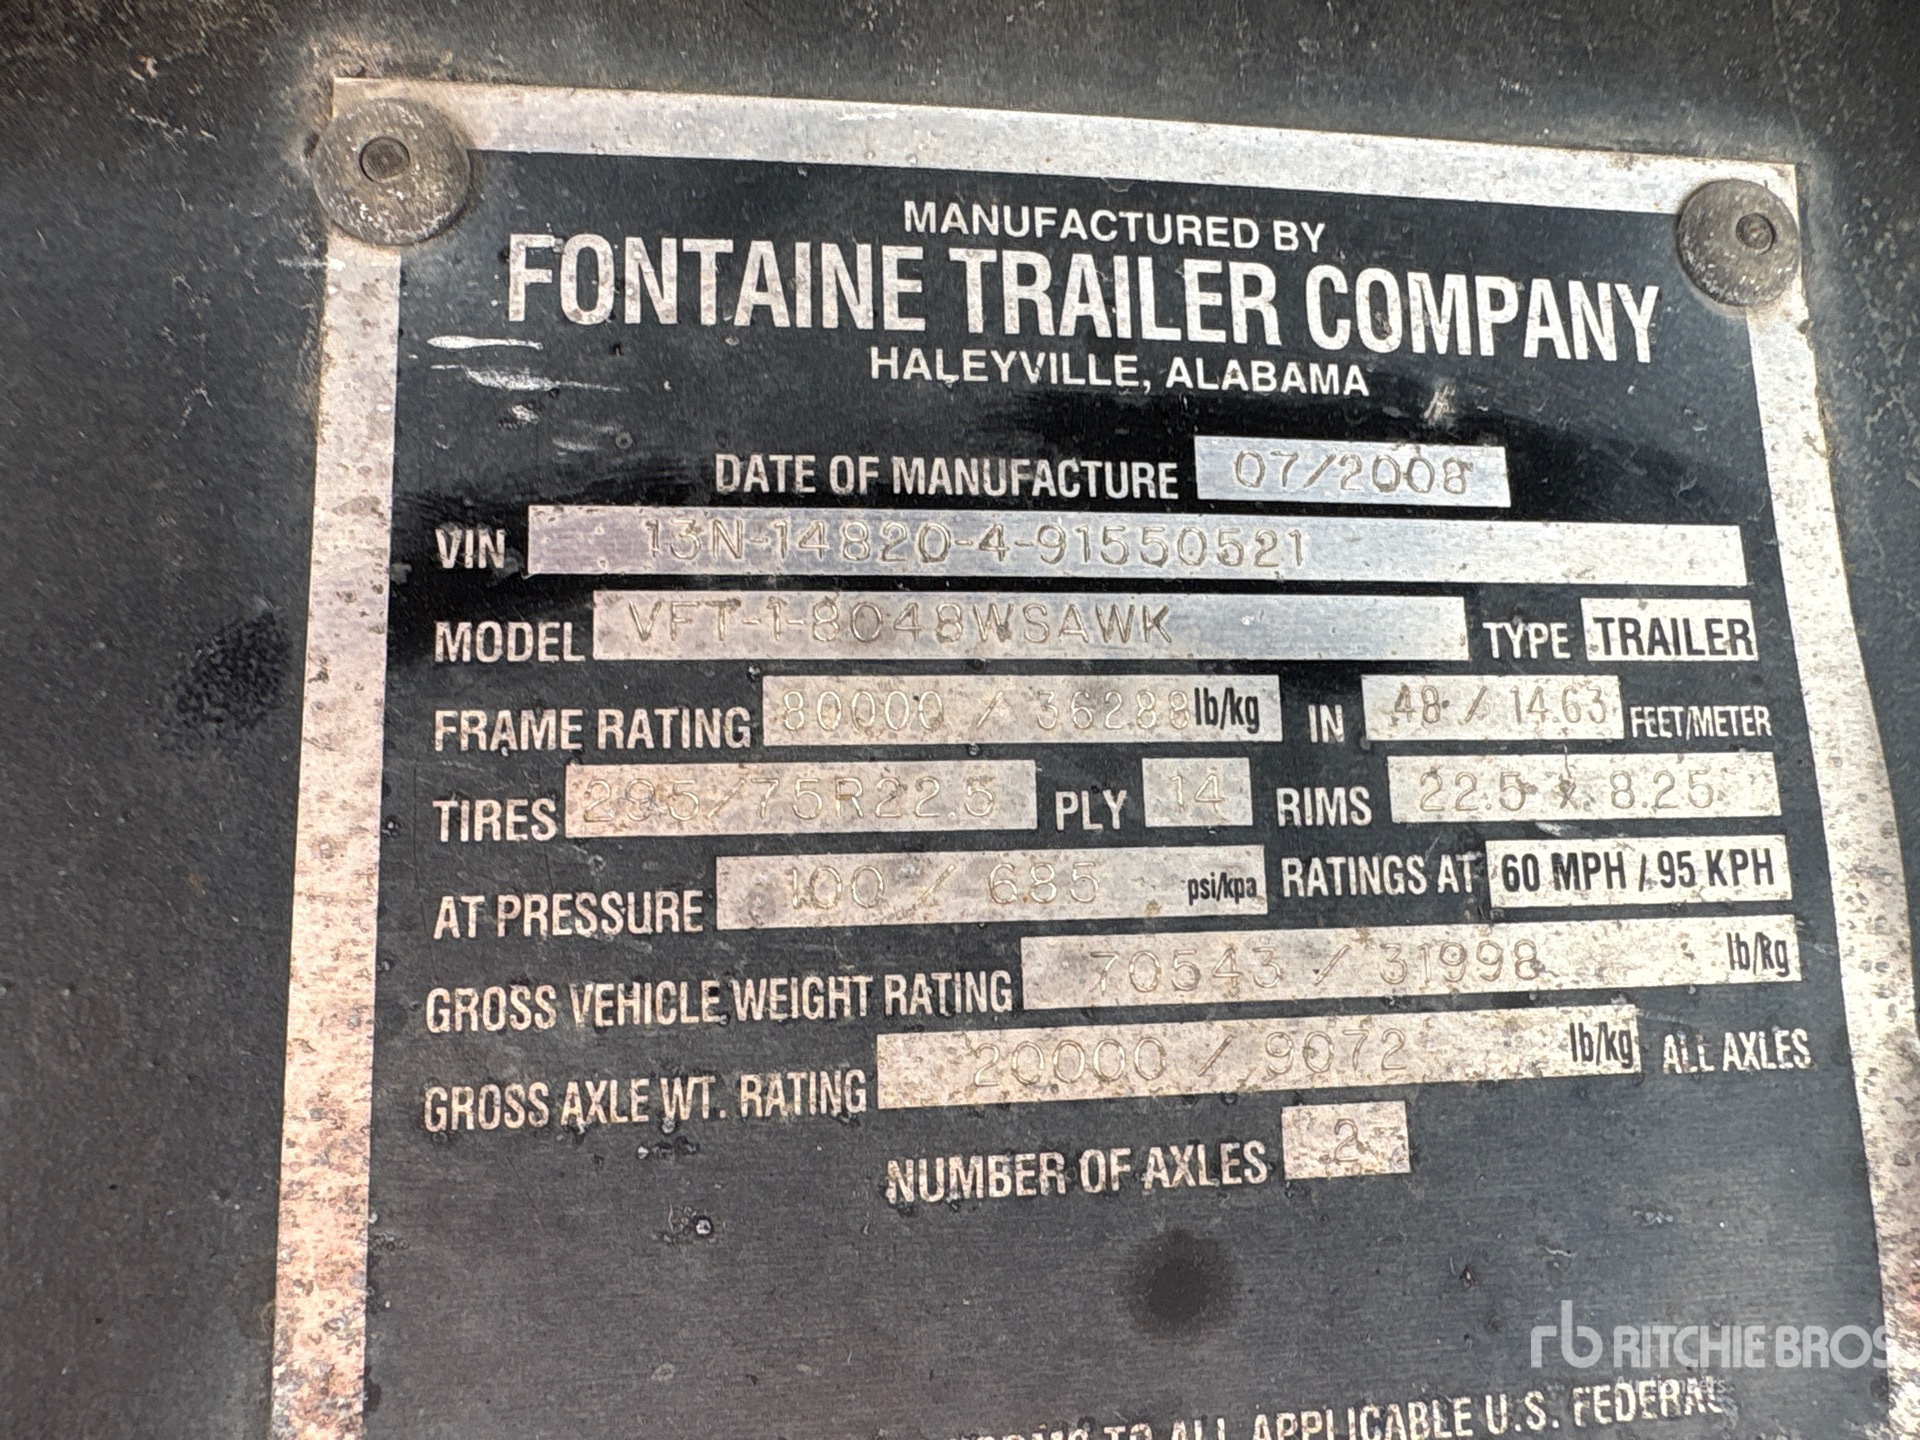 MANUFACTURED BY
FONTAINE TRAILER COMPANY
HALEYVILLE, ALABAMA
DATE OF MANUFACTURE 07/2008
VIN 13N-14820-4-91550521
MODEL VFT-1-8048WSAWK TYPE TRAILER
FRAME RATING 80000 / 36288 lb/kg IN 48 / 14.63 FEET/METER
TIRES 295/75R22.5 PLY 14 RIMS 22.5 x 8.25
AT PRESSURE 100 / 685 psi/kpa RATINGS AT 60 MPH / 95 KPH
GROSS VEHICLE WEIGHT RATING 70543 / 31998 lb/kg
GROSS AXLE WT. RATING 20000 / 9072 lb/kg ALL AXLES
NUMBER OF AXLES 2
rb RITCHIE BROS
Auctioneers
TO ALL APPLICABLE U.S. FEDERAL